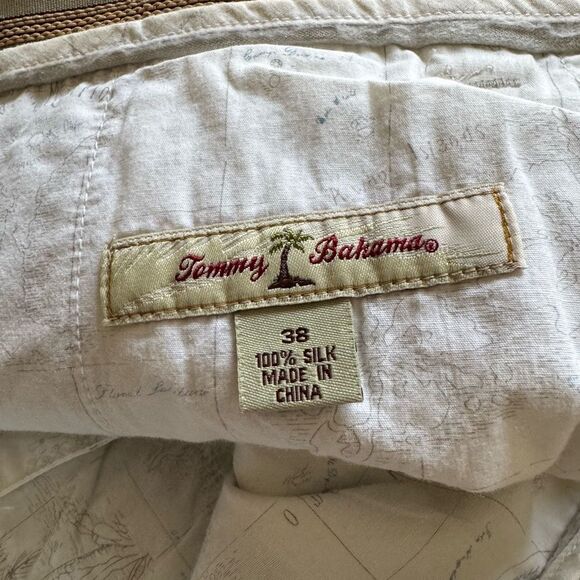 Tommy Bahama®
38
100% SILK
MADE IN
CHINA